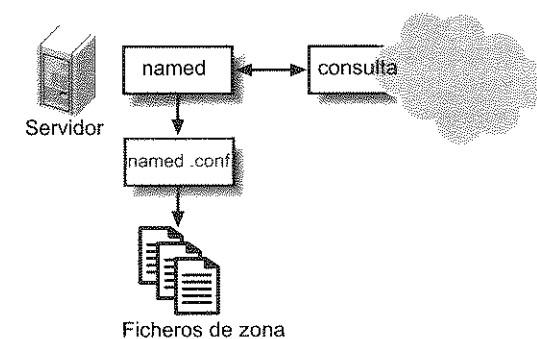 named
consulta
Servidor
named .conf
Ficheros de zona